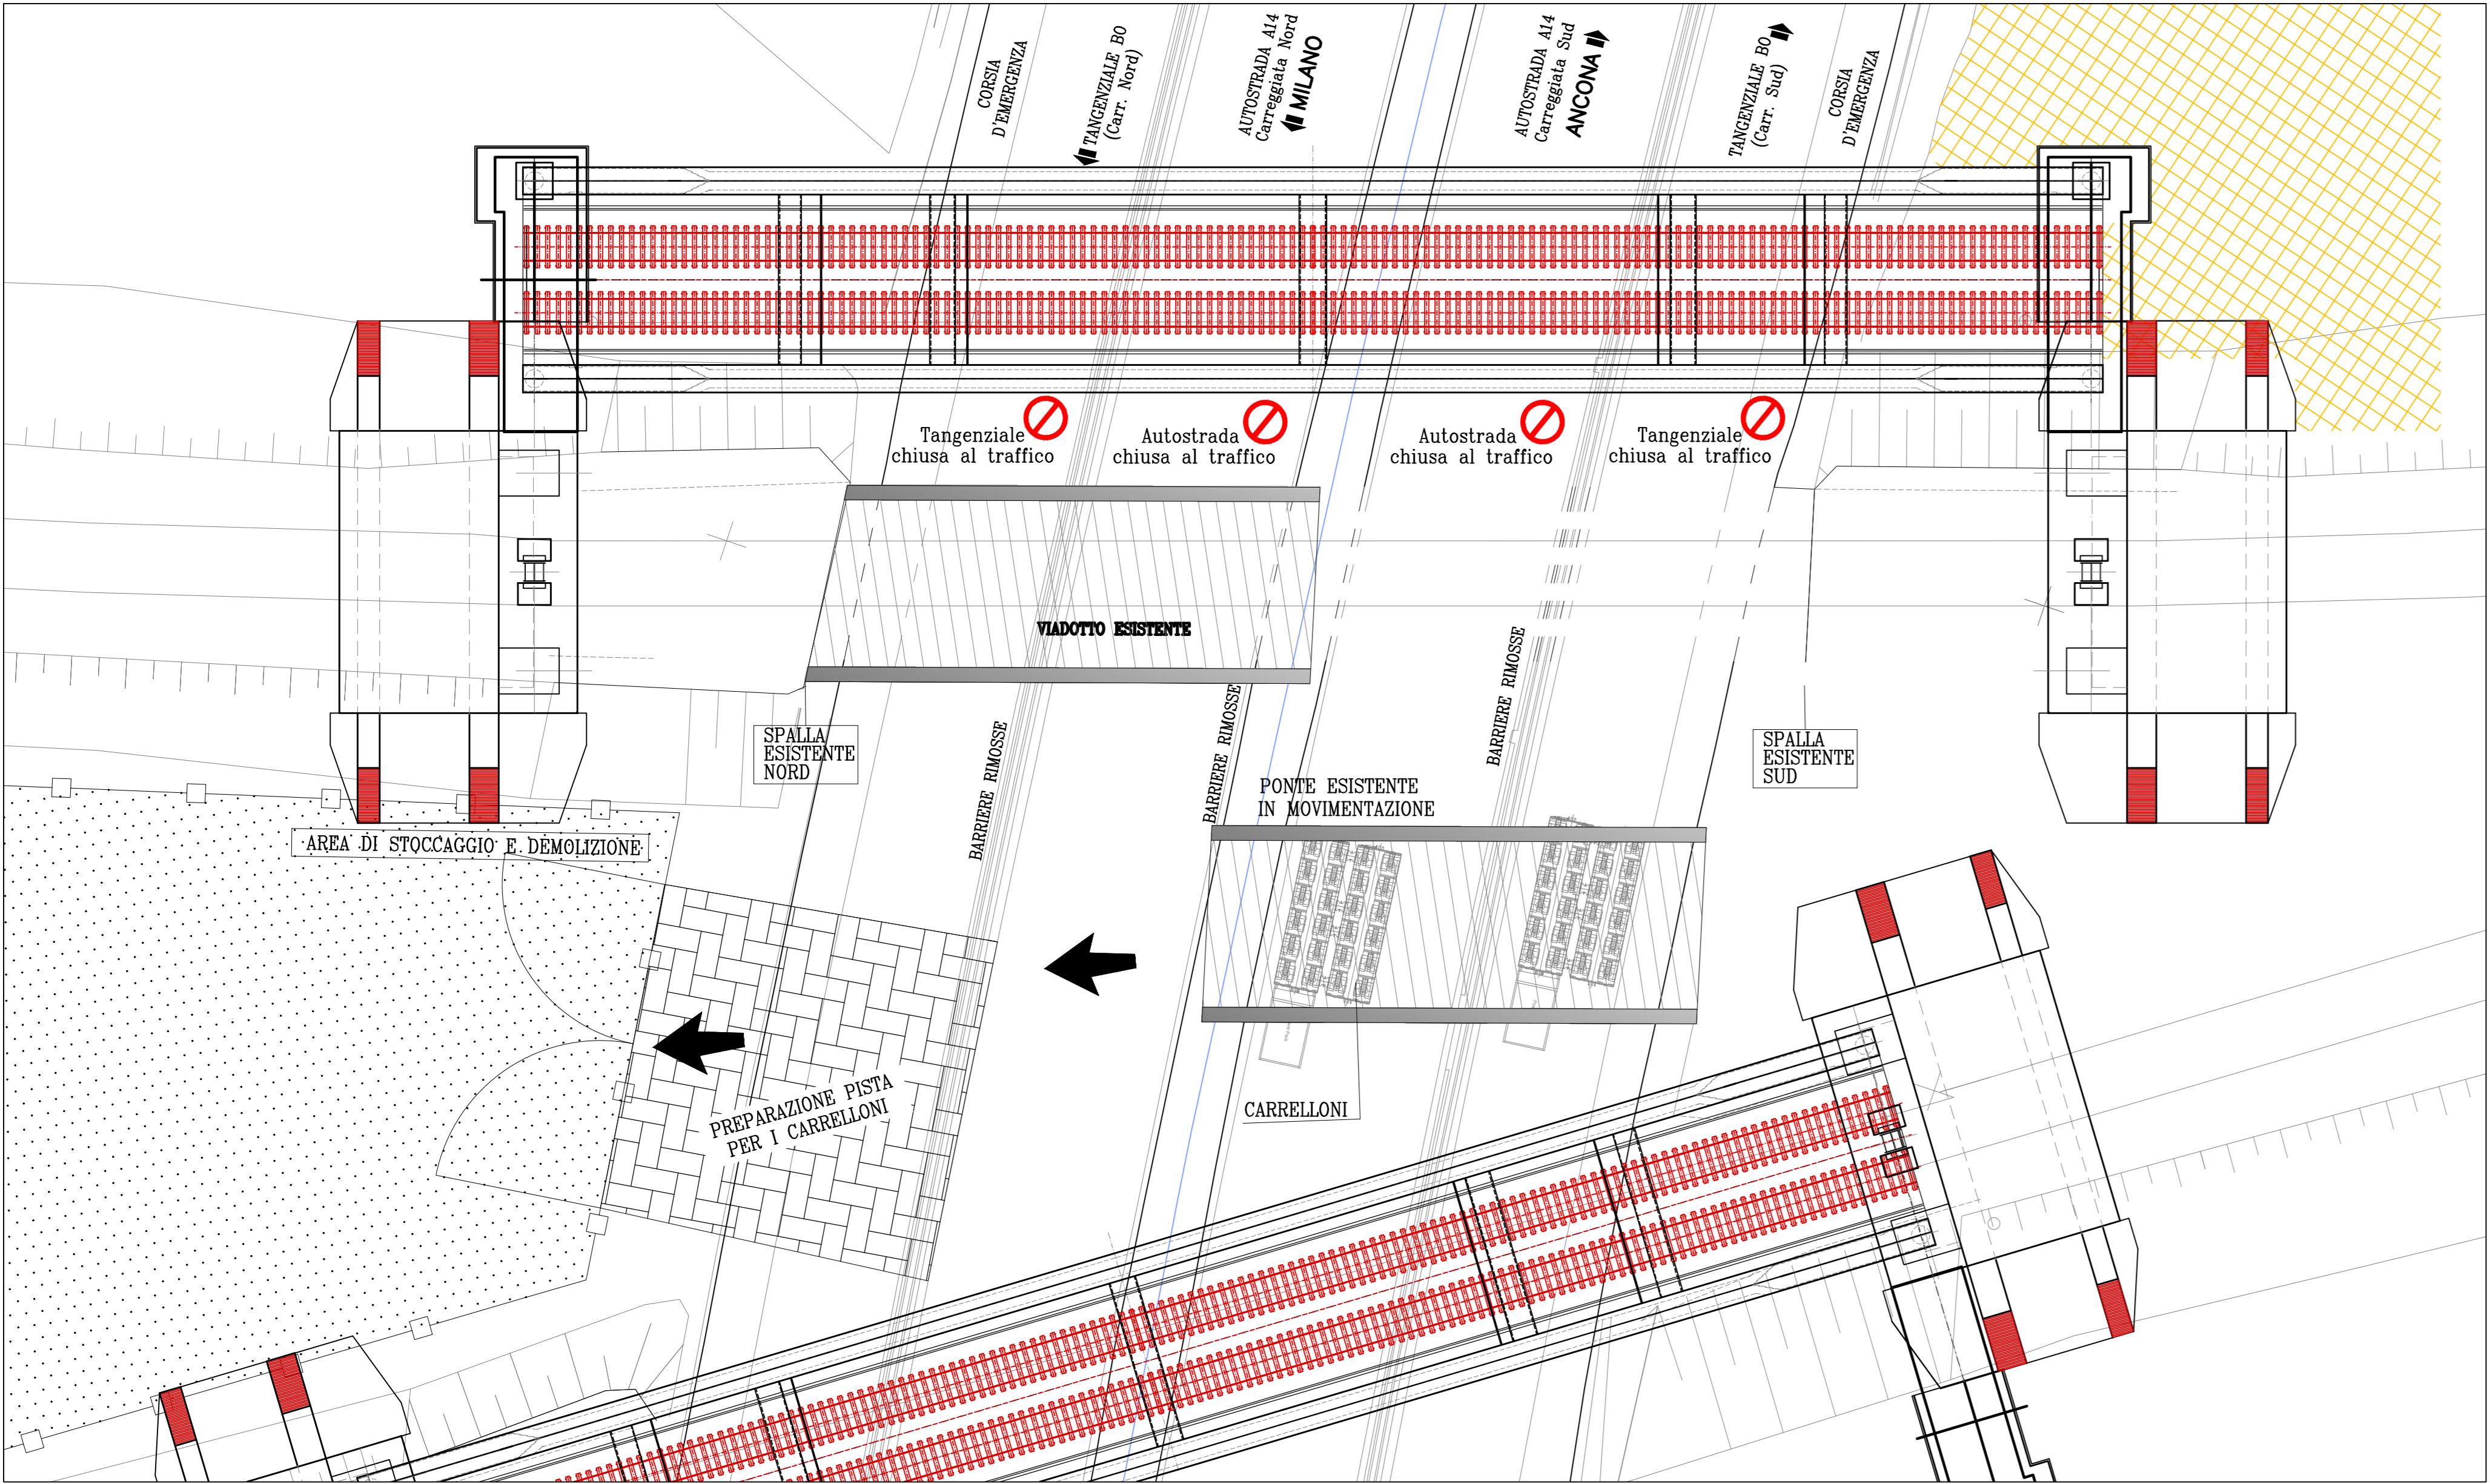 CORSIA
D'EMERGENZA
TANGENZIALE BO
(Carr. Nord)
AUTOSTRADA A14
Carreggiata Nord
MILANO
AUTOSTRADA A14
Carreggiata Sud
ANCONA
TANGENZIALE BO
(Carr. Sud)
CORSIA
D'EMERGENZA
Tangenziale
chiusa al traffico
Autostrada
chiusa al traffico
Autostrada
chiusa al traffico
Tangenziale
chiusa al traffico
VIADOTTO ESISTENTE
SPALLA
ESISTENTE
NORD
BARRIERE RIMOSSE
BARRIERE RIMOSSE
BARRIERE RIMOSSE
SPALLA
ESISTENTE
SUD
PONTE ESISTENTE
IN MOVIMENTAZIONE
AREA DI STOCCAGGIO E DEMOLIZIONE
PREPARAZIONE PISTA
PER I CARRELLONI
CARRELLONI